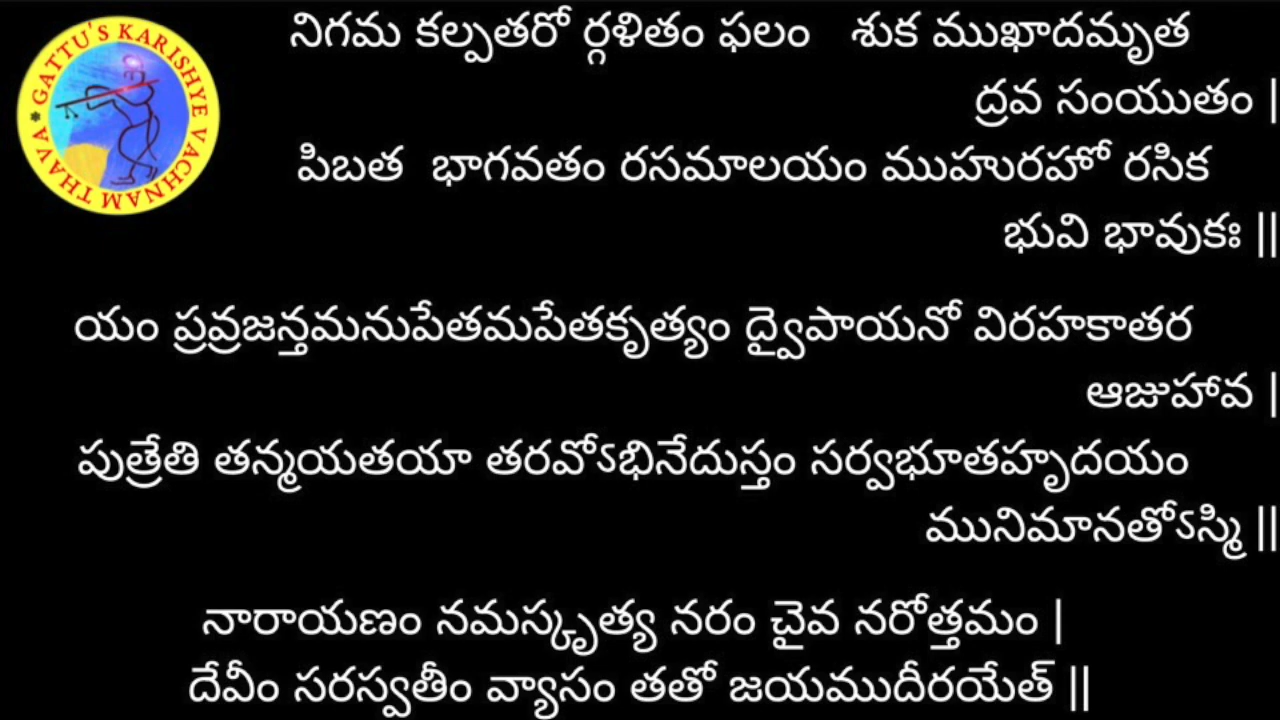 GATTU'S KARISHYE VACHNAM THAVA *
నిగమ కల్పతరో ర్గళితం ఫలం శుక ముఖాదమృత
ద్రవ సంయుతం |
పిబత భాగవతం రసమాలయం ముహురహో రసిక
భువి భావుకః ||
యం ప్రవ్రజన్తమనుపేతమపేతకృత్యం ద్వైపాయనో విరహకాతర
ఆజుహావ |
పుత్రేతి తన్మయతయా తరవోఽభినేదుస్తం సర్వభూతహృదయం
మునిమానతోఽస్మి ||
నారాయణం నమస్కృత్య నరం చైవ నరోత్తమం |
దేవీం సరస్వతీం వ్యాసం తతో జయముదీరయేత్ ||